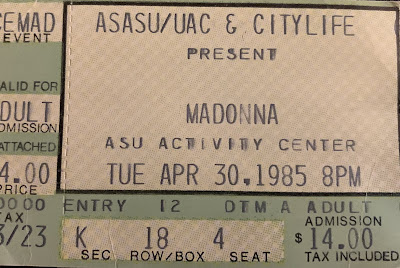 CEMAD
EVENT
ASASU/UAC & CITYLIFE
PRESENT
VALID FOR
ADULT
ADMISSION
ATTACHED
4.00
PRICE
MADONNA
ASU ACTIVITY CENTER
TUE APR 30,1985 8PM
0000
TAX
3/23
ENTRY 12 DTM A ADULT
K 18 4
SEC ROW/BOX SEAT
ADMISSION
$14.00
TAX INCLUDED